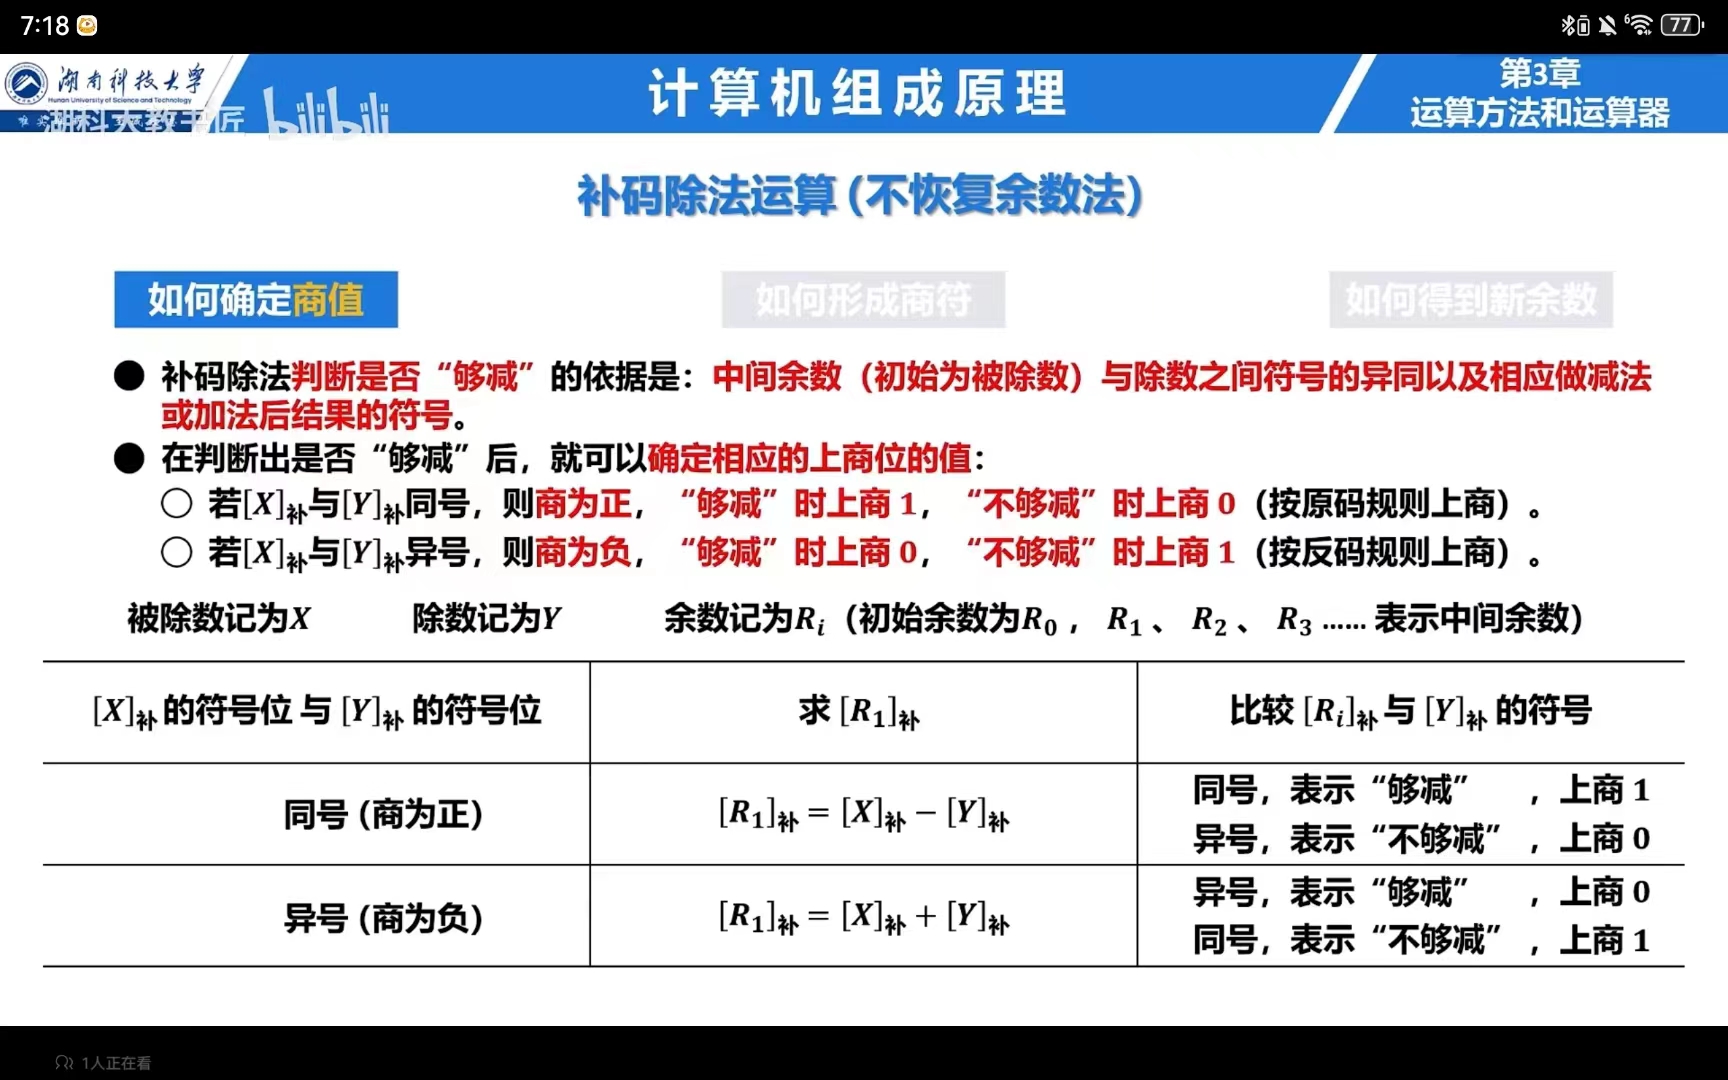 7:18
6
77
湖南科技大学
Hunan University of Science and Technology
湖科大教书匠 bilibili
计算机组成原理
第3章
运算方法和运算器
补码除法运算 (不恢复余数法)
如何确定商值 如何形成商符 如何得到新余数
● 补码除法判断是否“够减”的依据是：中间余数（初始为被除数）与除数之间符号的异同以及相应做减法
或加法后结果的符号。
● 在判断出是否“够减”后，就可以确定相应的上商位的值：
○ 若[X]补与[Y]补同号，则商为正，“够减”时上商 1，“不够减”时上商 0（按原码规则上商）。
○ 若[X]补与[Y]补异号，则商为负，“够减”时上商 0，“不够减”时上商 1（按反码规则上商）。
被除数记为X 除数记为Y 余数记为Ri（初始余数为R0， R1、 R2、 R3 …… 表示中间余数）
[X]补 的符号位 与 [Y]补 的符号位 求 [R1]补 比较 [Ri]补 与 [Y]补 的符号
同号 (商为正) [R1]补 = [X]补 − [Y]补
同号，表示“够减” ，上商 1
异号，表示“不够减” ，上商 0
异号 (商为负) [R1]补 = [X]补 + [Y]补
异号，表示“够减” ，上商 0
同号，表示“不够减” ，上商 1
1人正在看